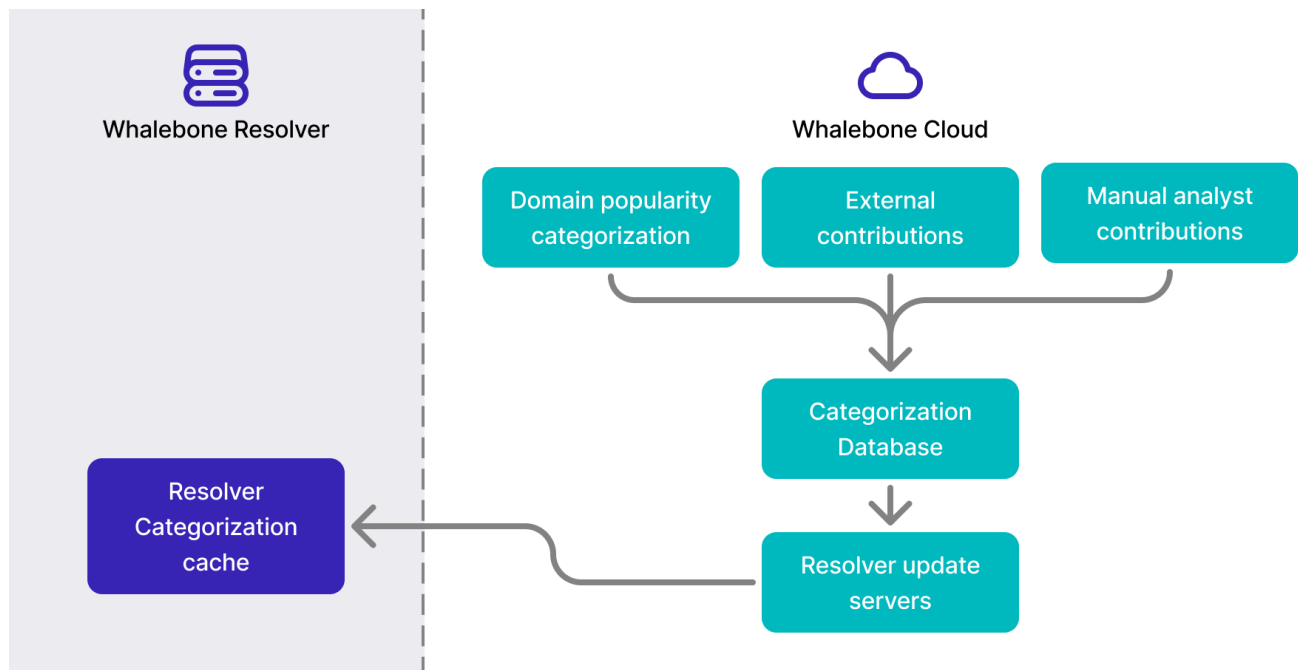 Whalebone Resolver
Whalebone Cloud
Domain popularity
categorization
External
contributions
Manual analyst
contributions
Categorization
Database
Resolver
Categorization
cache
Resolver update
servers